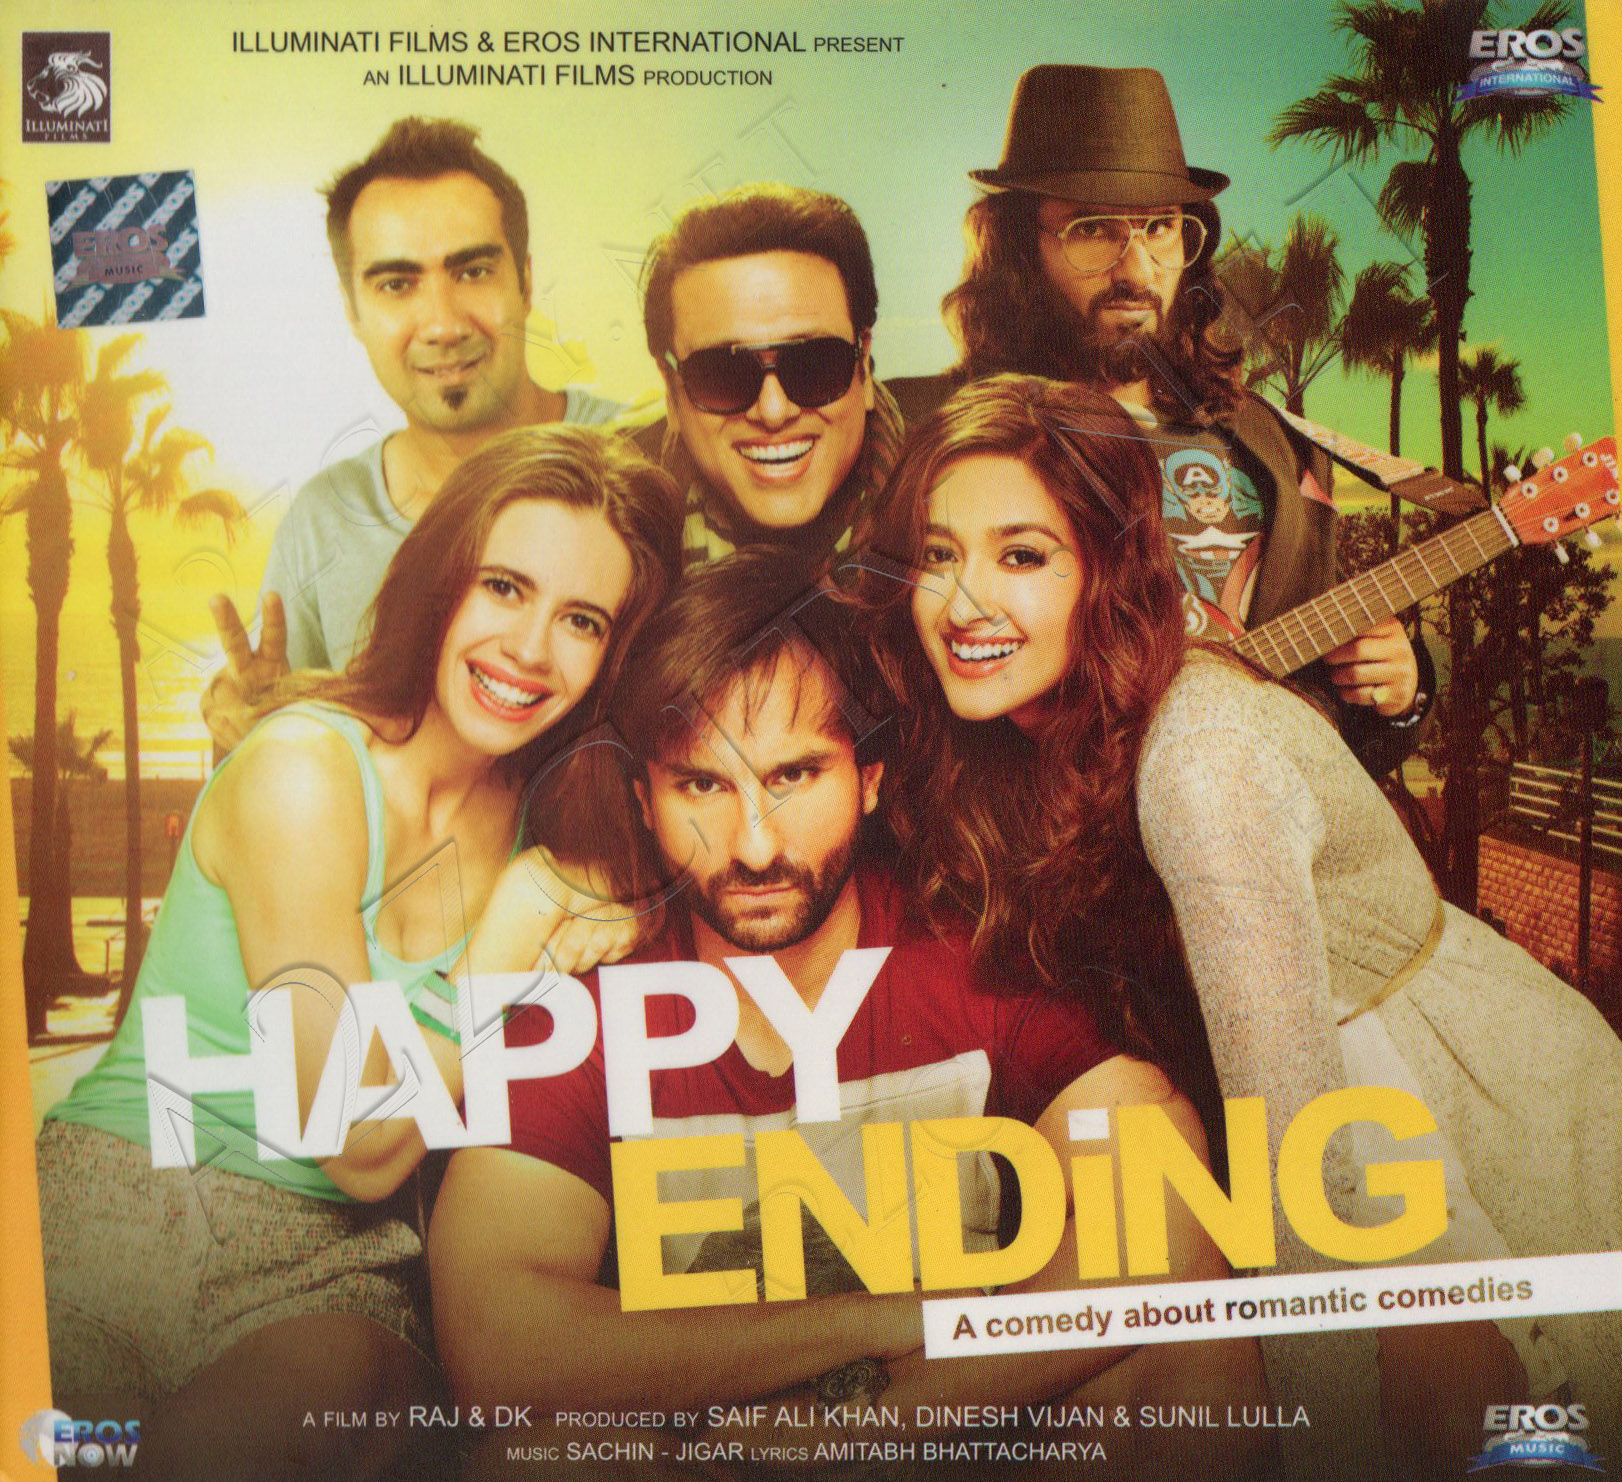 ILLUMINATI FILMS & EROS INTERNATIONAL PRESENT
AN ILLUMINATI FILMS PRODUCTION
ILLUMINATI
FILMS
EROS
INTERNATIONAL
EROS
MUSIC
HAPPY
ENDiNG
A comedy about romantic comedies
A FILM BY RAJ & DK PRODUCED BY SAIF ALI KHAN, DINESH VIJAN & SUNIL LULLA
MUSIC SACHIN - JIGAR LYRICS AMITABH BHATTACHARYA
EROS
NOW
EROS
MUSIC